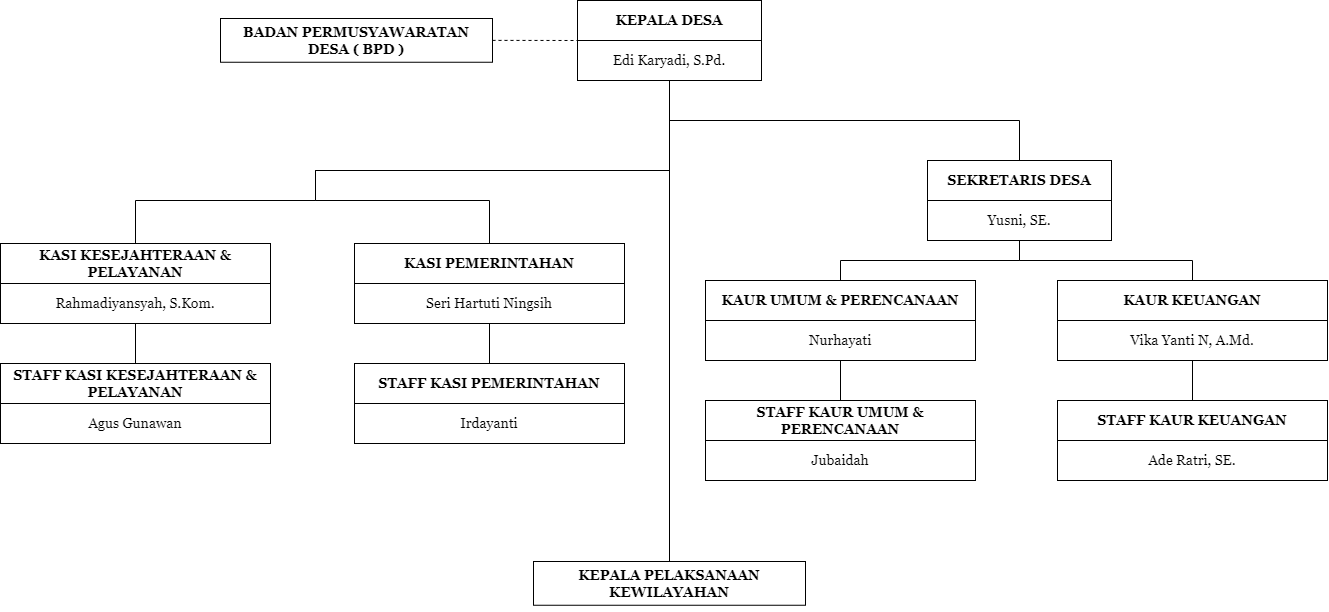 KEPALA DESA
Edi Karyadi, S.Pd.
BADAN PERMUSYAWARATAN
DESA ( BPD )
SEKRETARIS DESA
Yusni, SE.
KASI KESEJAHTERAAN &
PELAYANAN
Rahmadiyansyah, S.Kom.
KASI PEMERINTAHAN
Seri Hartuti Ningsih
KAUR UMUM & PERENCANAAN
Nurhayati
KAUR KEUANGAN
Vika Yanti N, A.Md.
STAFF KASI KESEJAHTERAAN &
PELAYANAN
Agus Gunawan
STAFF KASI PEMERINTAHAN
Irdayanti
STAFF KAUR UMUM &
PERENCANAAN
Jubaidah
STAFF KAUR KEUANGAN
Ade Ratri, SE.
KEPALA PELAKSANAAN
KEWILAYAHAN